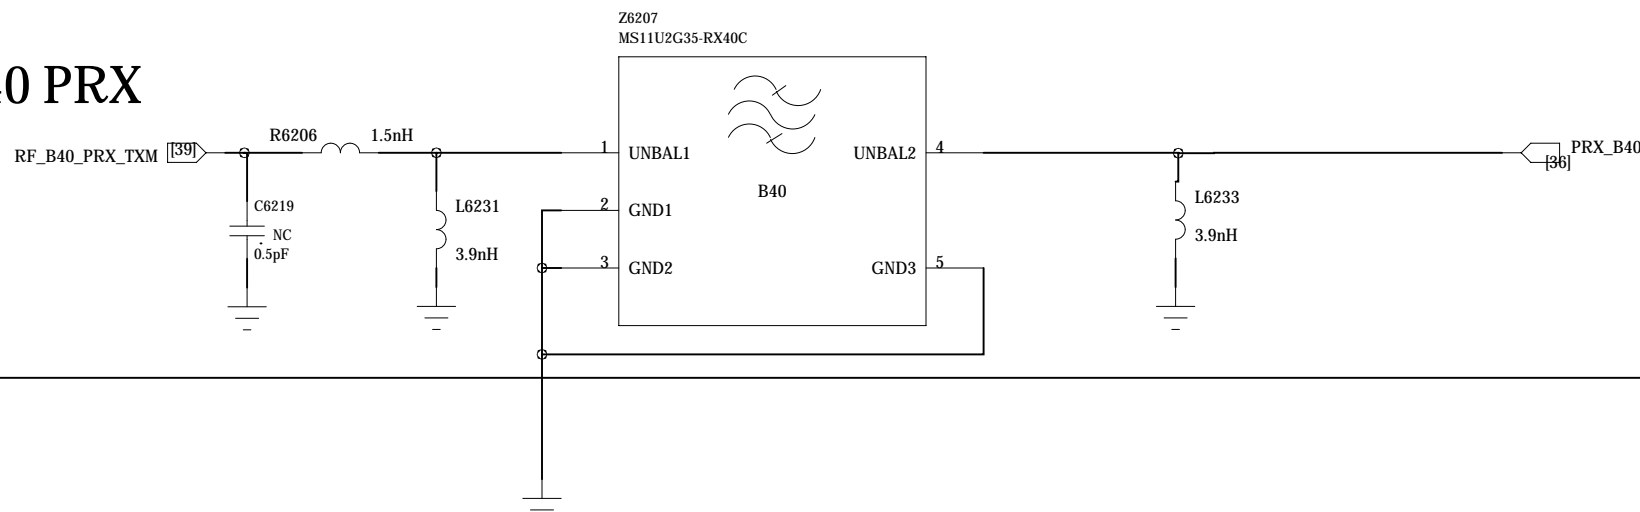 Z6207
MS11U2G35-RX40C
40 PRX
R6206
1.5nH
RF_B40_PRX_TXM
[39]
1
UNBAL1
UNBAL2
4
PRX_B40
[36]
B40
C6219
NC
0.5pF
L6231
3.9nH
2
GND1
3
GND2
GND3
5
L6233
3.9nH